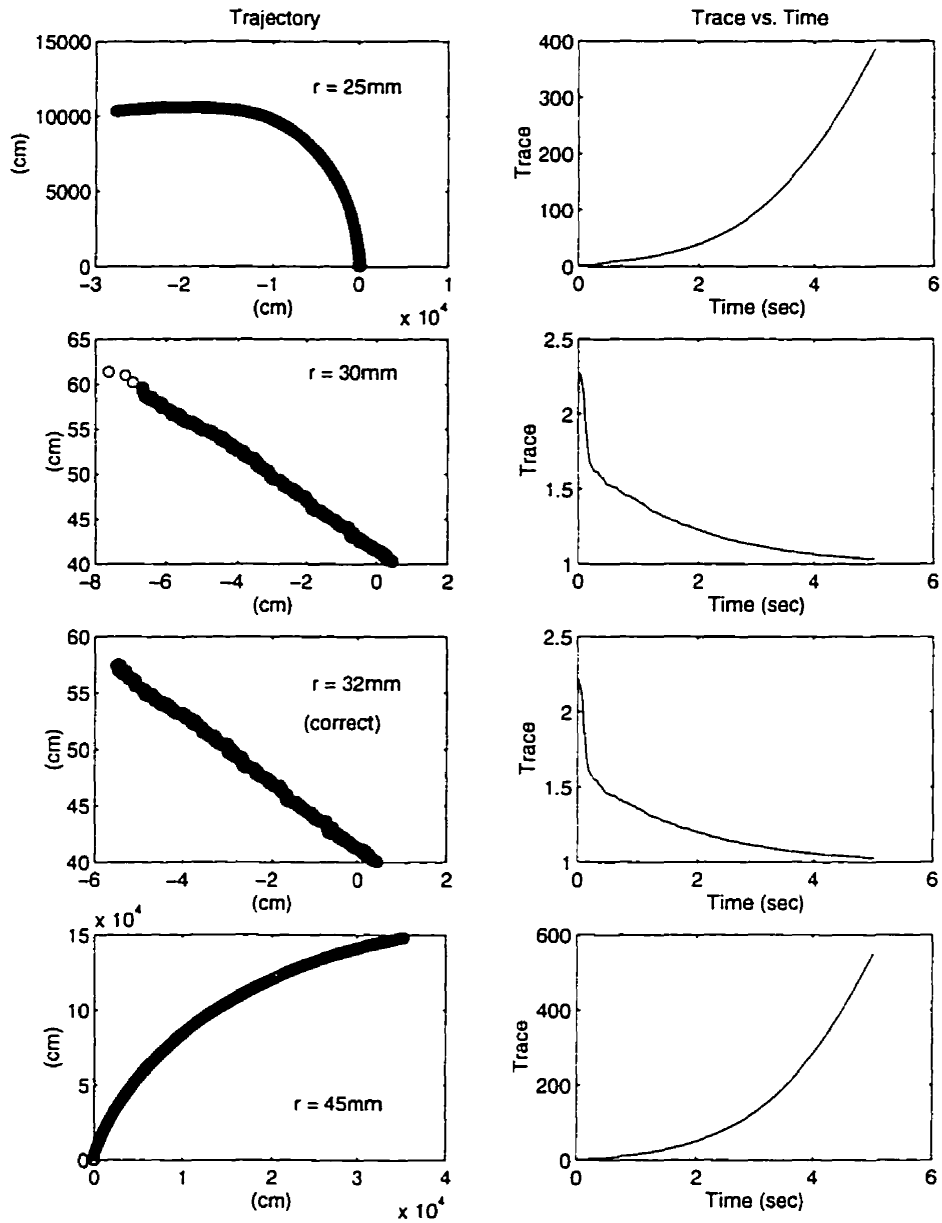 Trajectory
Trace vs. Time
15000
10000
5000
0
(cm)
r = 25mm
-3
-2
-1
0
1
(cm)
x 10^4
400
300
200
100
0
Trace
0
2
4
6
Time (sec)
65
60
55
50
45
40
(cm)
r = 30mm
-8
-6
-4
-2
0
2
(cm)
2.5
2
1.5
1
Trace
0
2
4
6
Time (sec)
60
55
50
45
40
(cm)
r = 32mm
(correct)
-6
-4
-2
0
2
(cm)
2.5
2
1.5
1
Trace
0
2
4
6
Time (sec)
x 10^4
15
10
5
0
(cm)
r = 45mm
0
1
2
3
4
(cm)
x 10^4
600
400
200
0
Trace
0
2
4
6
Time (sec)